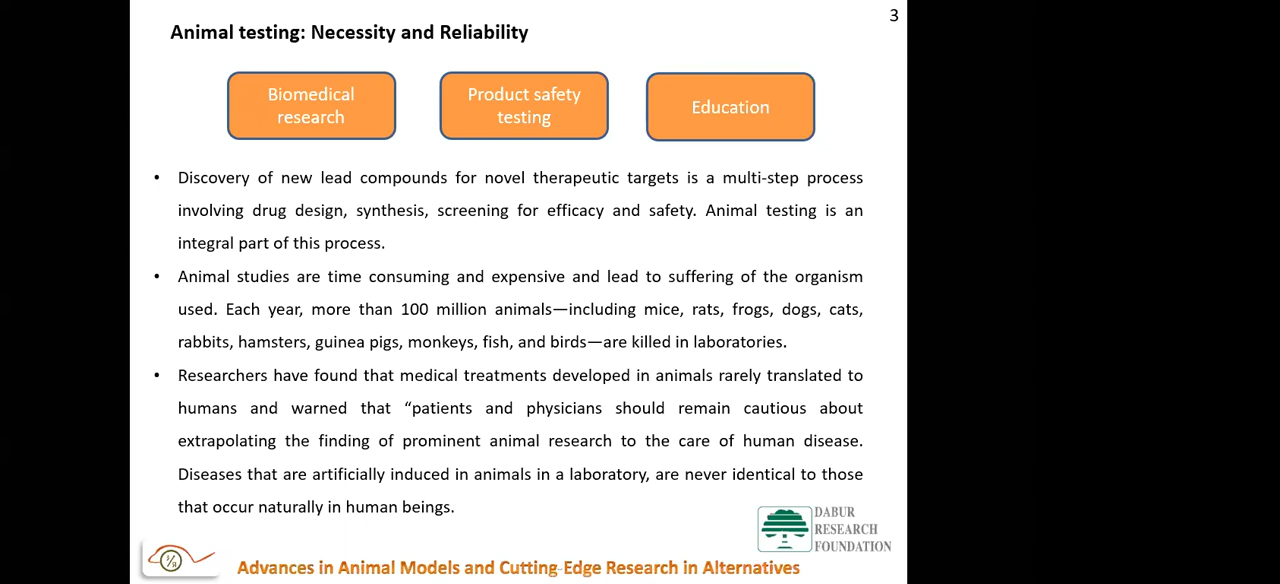 3
Animal testing: Necessity and Reliability
Biomedical
research
Product safety
testing
Education
• Discovery of new lead compounds for novel therapeutic targets is a multi-step process
involving drug design, synthesis, screening for efficacy and safety. Animal testing is an
integral part of this process.
• Animal studies are time consuming and expensive and lead to suffering of the organism
used. Each year, more than 100 million animals—including mice, rats, frogs, dogs, cats,
rabbits, hamsters, guinea pigs, monkeys, fish, and birds—are killed in laboratories.
• Researchers have found that medical treatments developed in animals rarely translated to
humans and warned that “patients and physicians should remain cautious about
extrapolating the finding of prominent animal research to the care of human disease.
Diseases that are artificially induced in animals in a laboratory, are never identical to those
that occur naturally in human beings.
DABUR
RESEARCH
FOUNDATION
Advances in Animal Models and Cutting-Edge Research in Alternatives